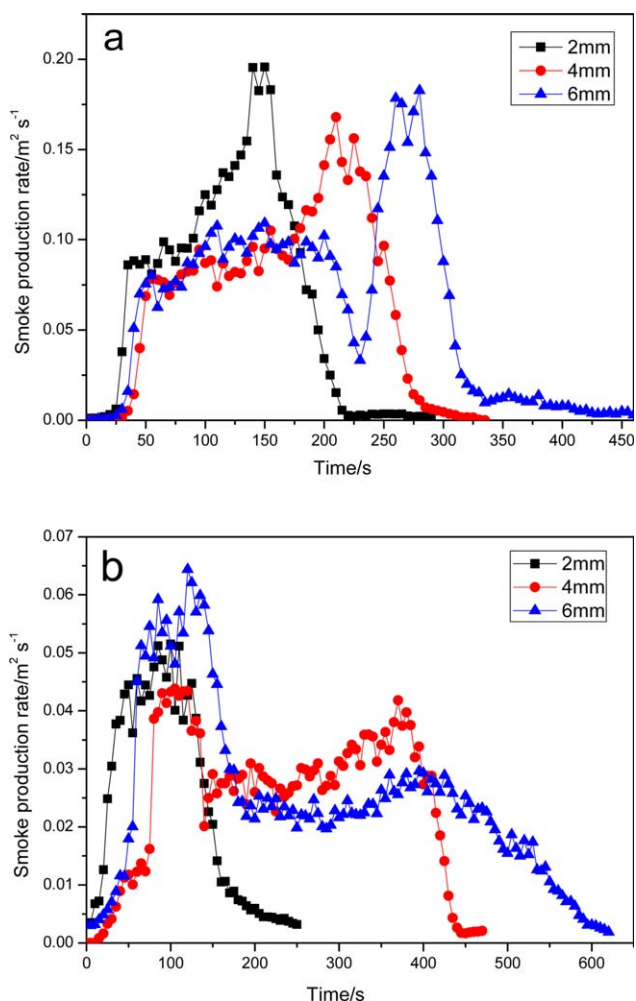 a
2mm
4mm
6mm
Smoke production rate/m² s⁻¹
0.20
0.15
0.10
0.05
0.00
0 50 100 150 200 250 300 350 400 450
Time/s
b
2mm
4mm
6mm
Smoke production rate/m² s⁻¹
0.07
0.06
0.05
0.04
0.03
0.02
0.01
0.00
0 100 200 300 400 500 600
Time/s